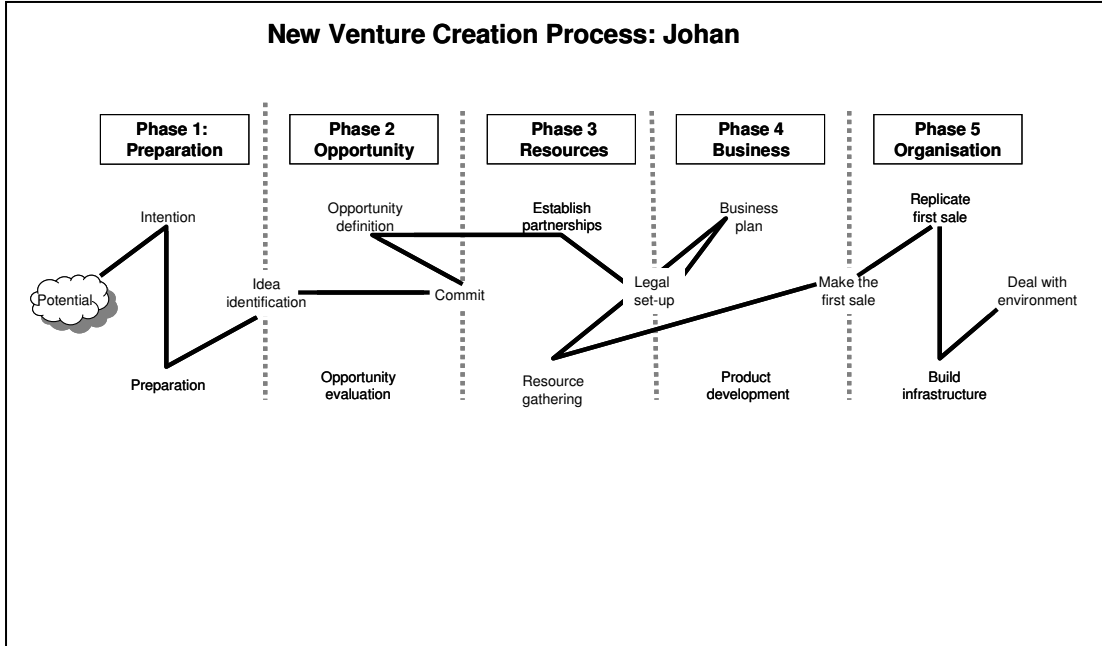 New Venture Creation Process: Johan
Phase 1:
Preparation
Phase 2
Opportunity
Phase 3
Resources
Phase 4
Business
Phase 5
Organisation
Intention
Opportunity
definition
Establish
partnerships
Business
plan
Replicate
first sale
Potential
Idea
identification
Commit
Legal
set-up
Make the
first sale
Deal with
environment
Preparation
Opportunity
evaluation
Resource
gathering
Product
development
Build
infrastructure